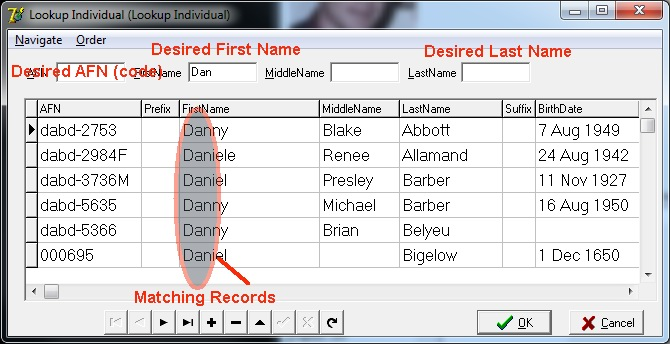 Lookup Individual (Lookup Individual)
Navigate Order
Desired First Name
Desired Last Name
Desired AFN (code)
AFN FirstName Dan MiddleName LastName
AFN Prefix FirstName MiddleName LastName Suffix BirthDate
dabd-2753 Danny Blake Abbott 7 Aug 1949
dabd-2984F Daniele Renee Allamand 24 Aug 1942
dabd-3736M Daniel Presley Barber 11 Nov 1927
dabd-5635 Danny Michael Barber 16 Aug 1950
dabd-5366 Danny Brian Belyeu
000695 Daniel Bigelow 1 Dec 1650
Matching Records
OK Cancel